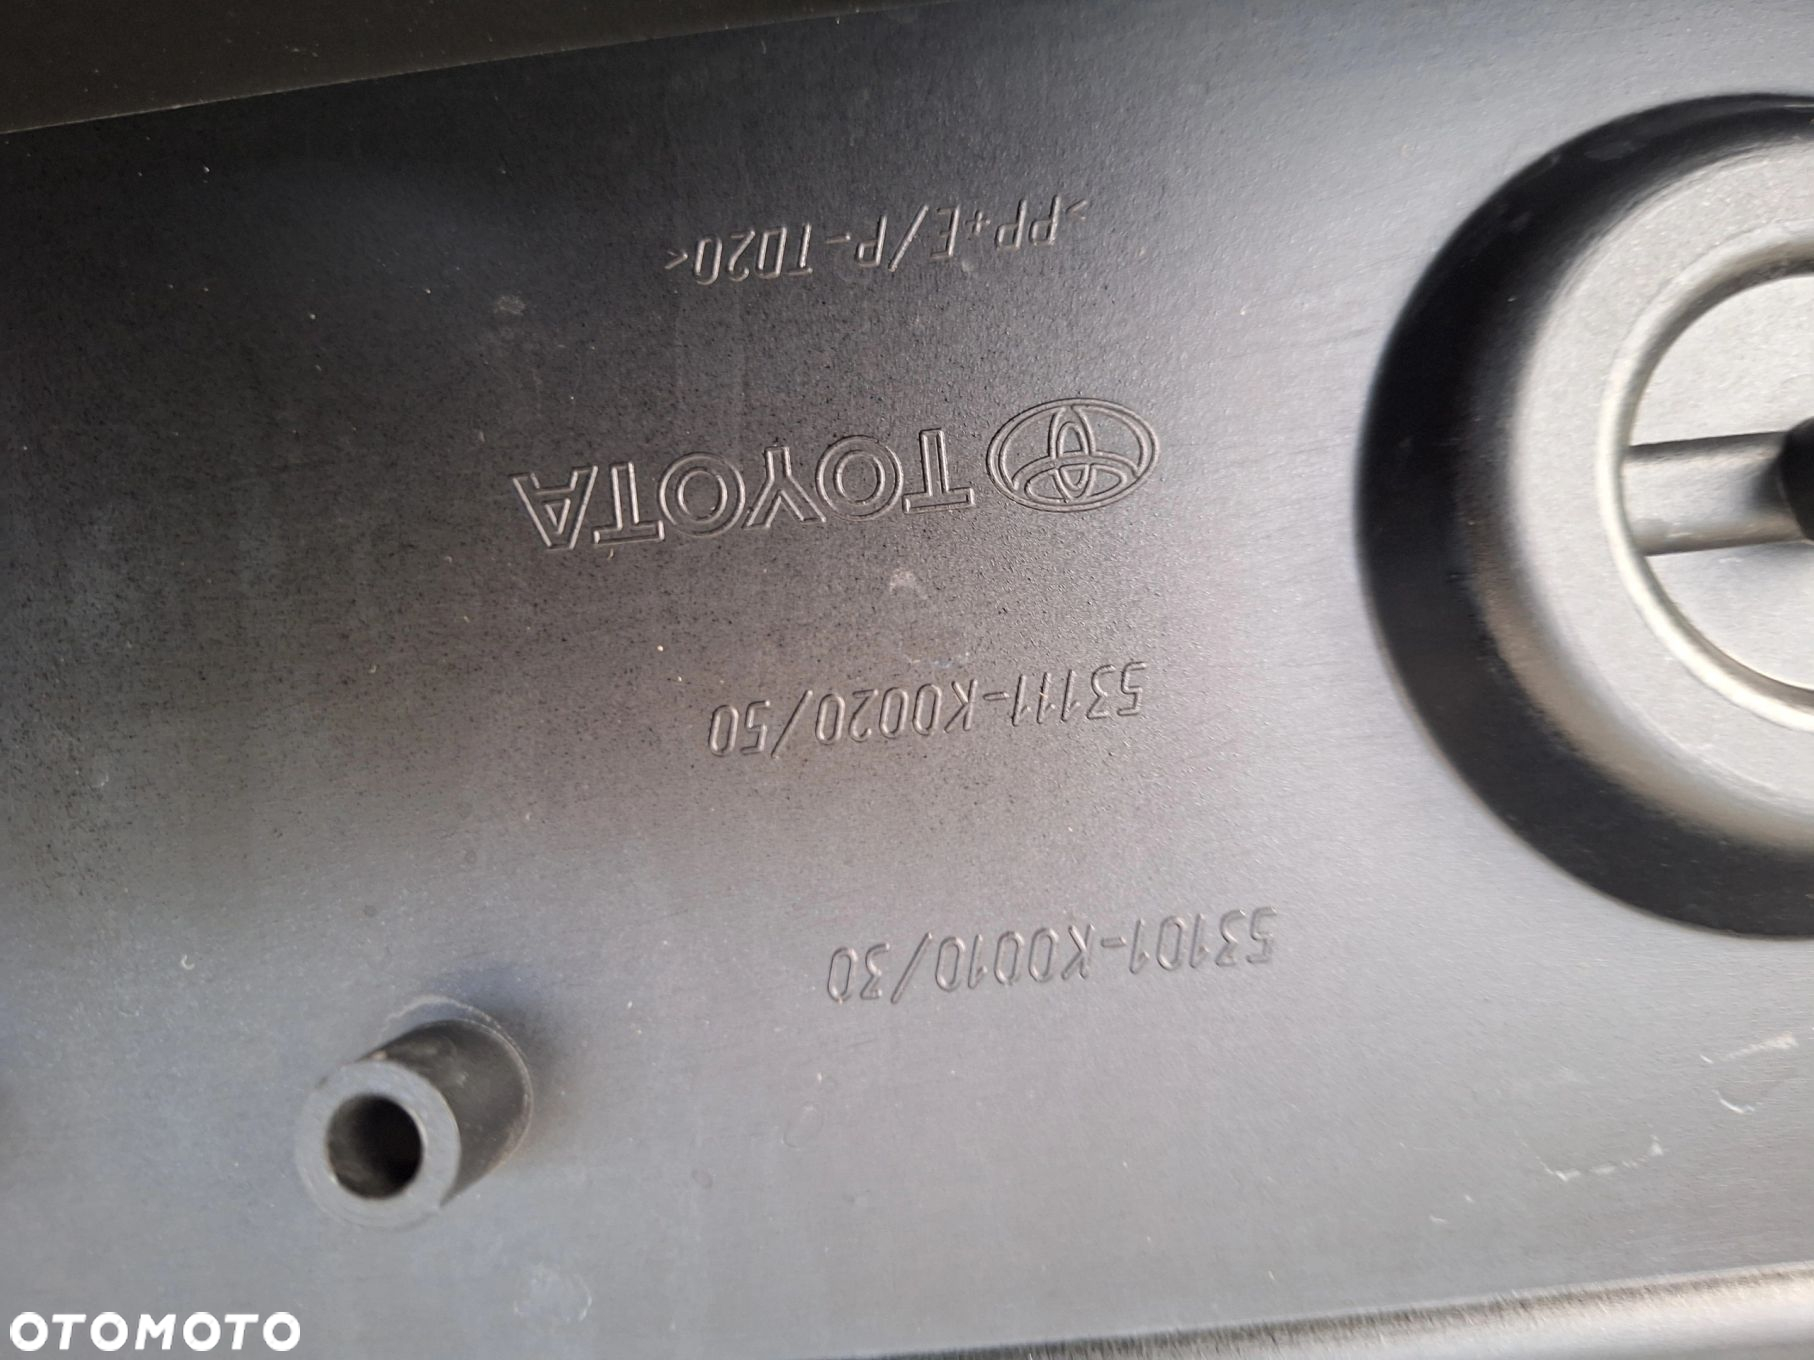 53101-K0010/30
53111-K0020/50
TOYOTA
>PP+E/P-TD20<
OTOMOTO